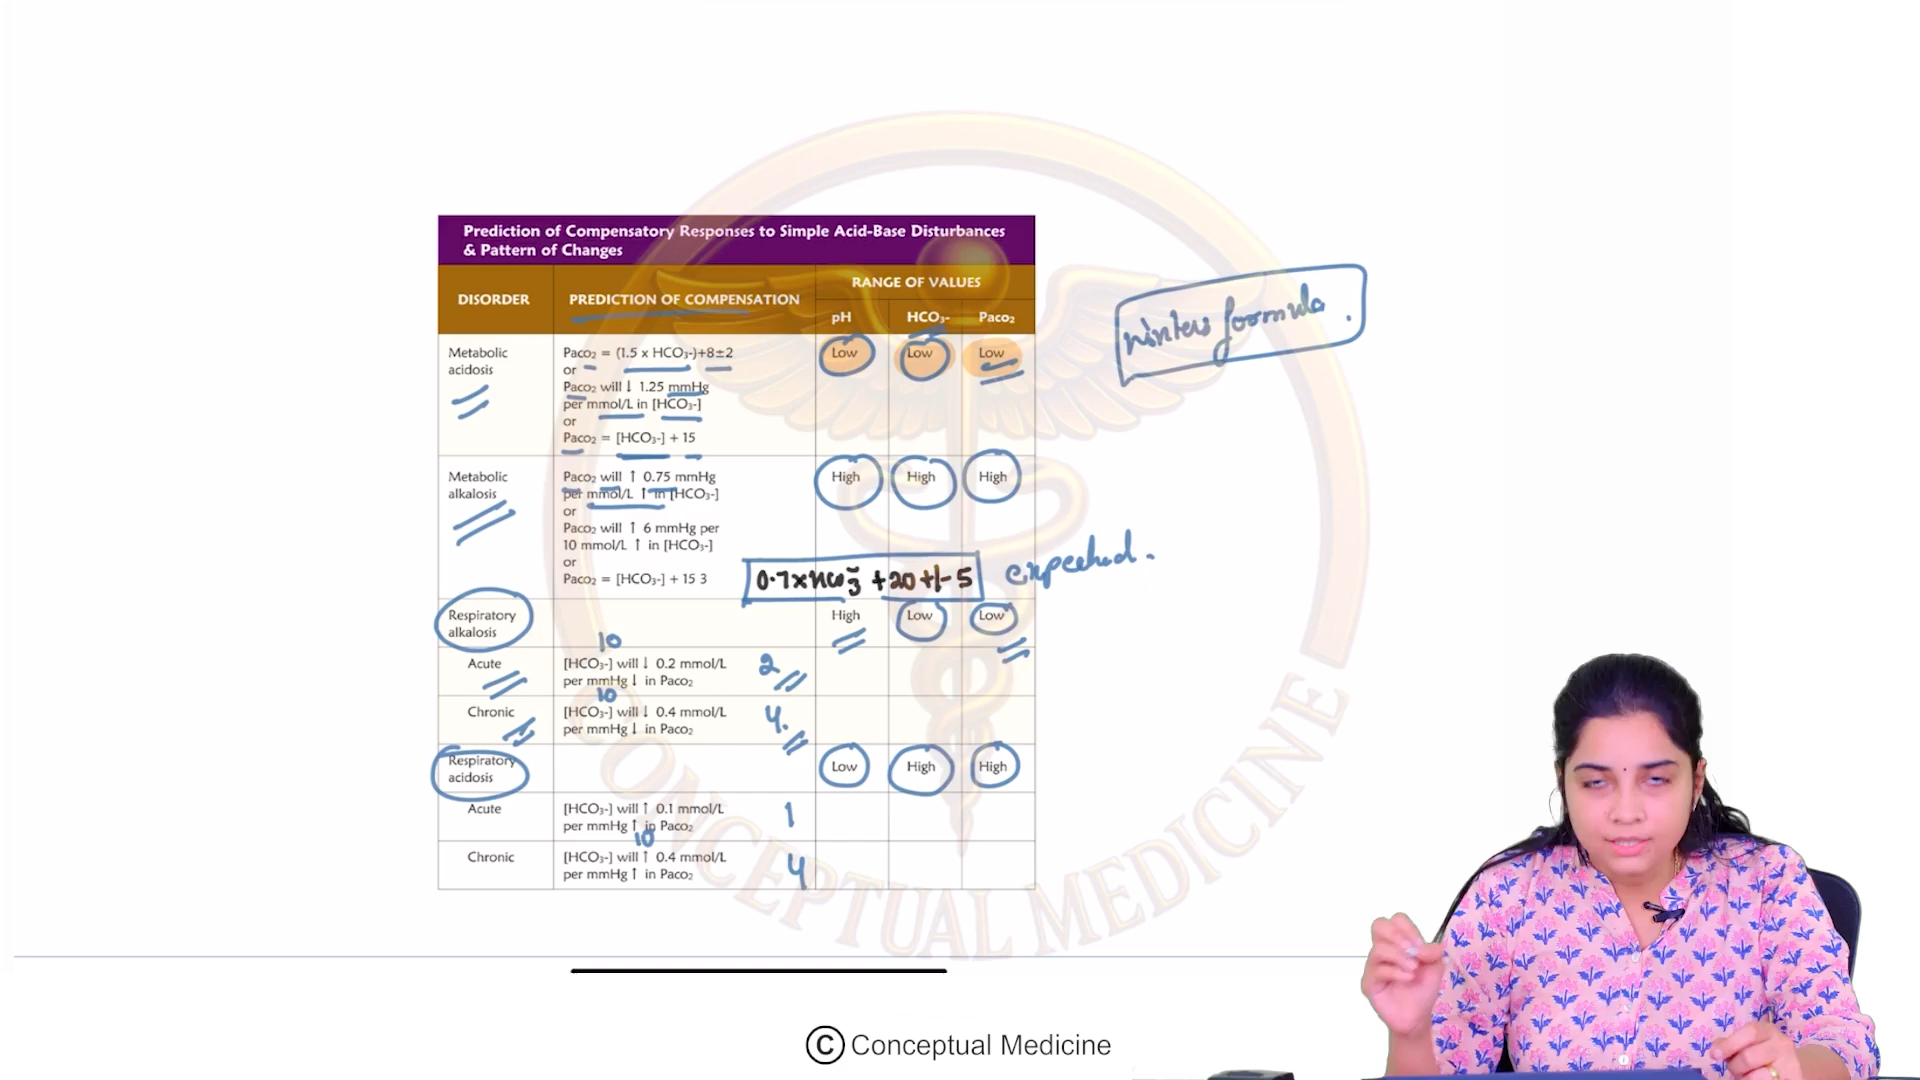 Prediction of Compensatory Responses to Simple Acid-Base Disturbances
& Pattern of Changes
DISORDER
PREDICTION OF COMPENSATION
RANGE OF VALUES
pH
HCO₃-
Paco₂
Metabolic
acidosis
Paco₂ = (1.5 x HCO₃-)+8±2
or
Paco₂ will ↓ 1.25 mmHg
per mmol/L in [HCO₃-]
or
Paco₂ = [HCO₃-] + 15
Low
Low
Low
winters formula.
Metabolic
alkalosis
Paco₂ will ↑ 0.75 mmHg
per mmol/L ↑ in [HCO₃-]
or
Paco₂ will ↑ 6 mmHg per
10 mmol/L ↑ in [HCO₃-]
or
Paco₂ = [HCO₃-] + 15 3
High
High
High
0.7xHCO₃⁻ +20+/-5
expected.
Respiratory
alkalosis
High
Low
Low
10
Acute
[HCO₃-] will ↓ 0.2 mmol/L
per mmHg ↓ in Paco₂
2
10
Chronic
[HCO₃-] will ↓ 0.4 mmol/L
per mmHg ↓ in Paco₂
4.
Respiratory
acidosis
Low
High
High
Acute
[HCO₃-] will ↑ 0.1 mmol/L
per mmHg ↑ in Paco₂
1
10
Chronic
[HCO₃-] will ↑ 0.4 mmol/L
per mmHg ↑ in Paco₂
4
CONCEPTUAL MEDICINE
© Conceptual Medicine